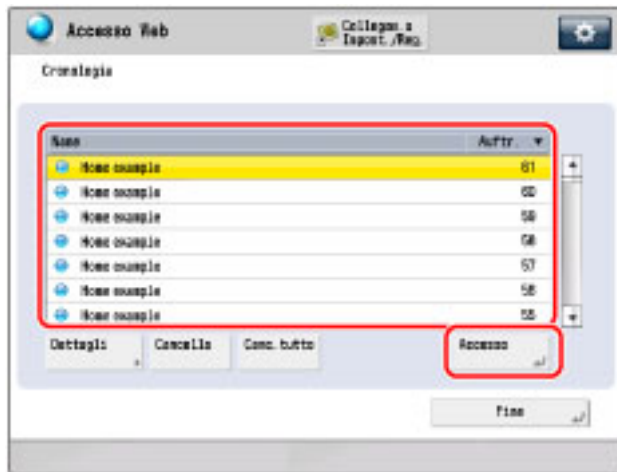 Accesso Web
Collegam.a
Impost./Reg.
Cronologia
Nome Auftr.
Home example 61
Home example 60
Home example 59
Home example 58
Home example 57
Home example 56
Home example 55
Dettagli Cancella Canc.tutto Accesso
Fine